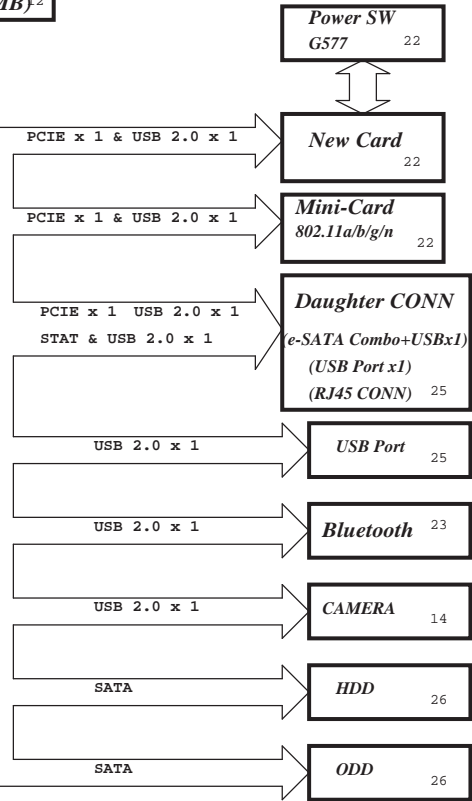 MB) 12
Power SW
G577 22
PCIE x 1 & USB 2.0 x 1
New Card
22
PCIE x 1 & USB 2.0 x 1
Mini-Card
802.11a/b/g/n 22
PCIE x 1 USB 2.0 x 1
STAT & USB 2.0 x 1
Daughter CONN
(e-SATA Combo+USBx1)
(USB Port x1)
(RJ45 CONN) 25
USB 2.0 x 1
USB Port 25
USB 2.0 x 1
Bluetooth 23
USB 2.0 x 1
CAMERA 14
SATA
HDD 26
SATA
ODD 26